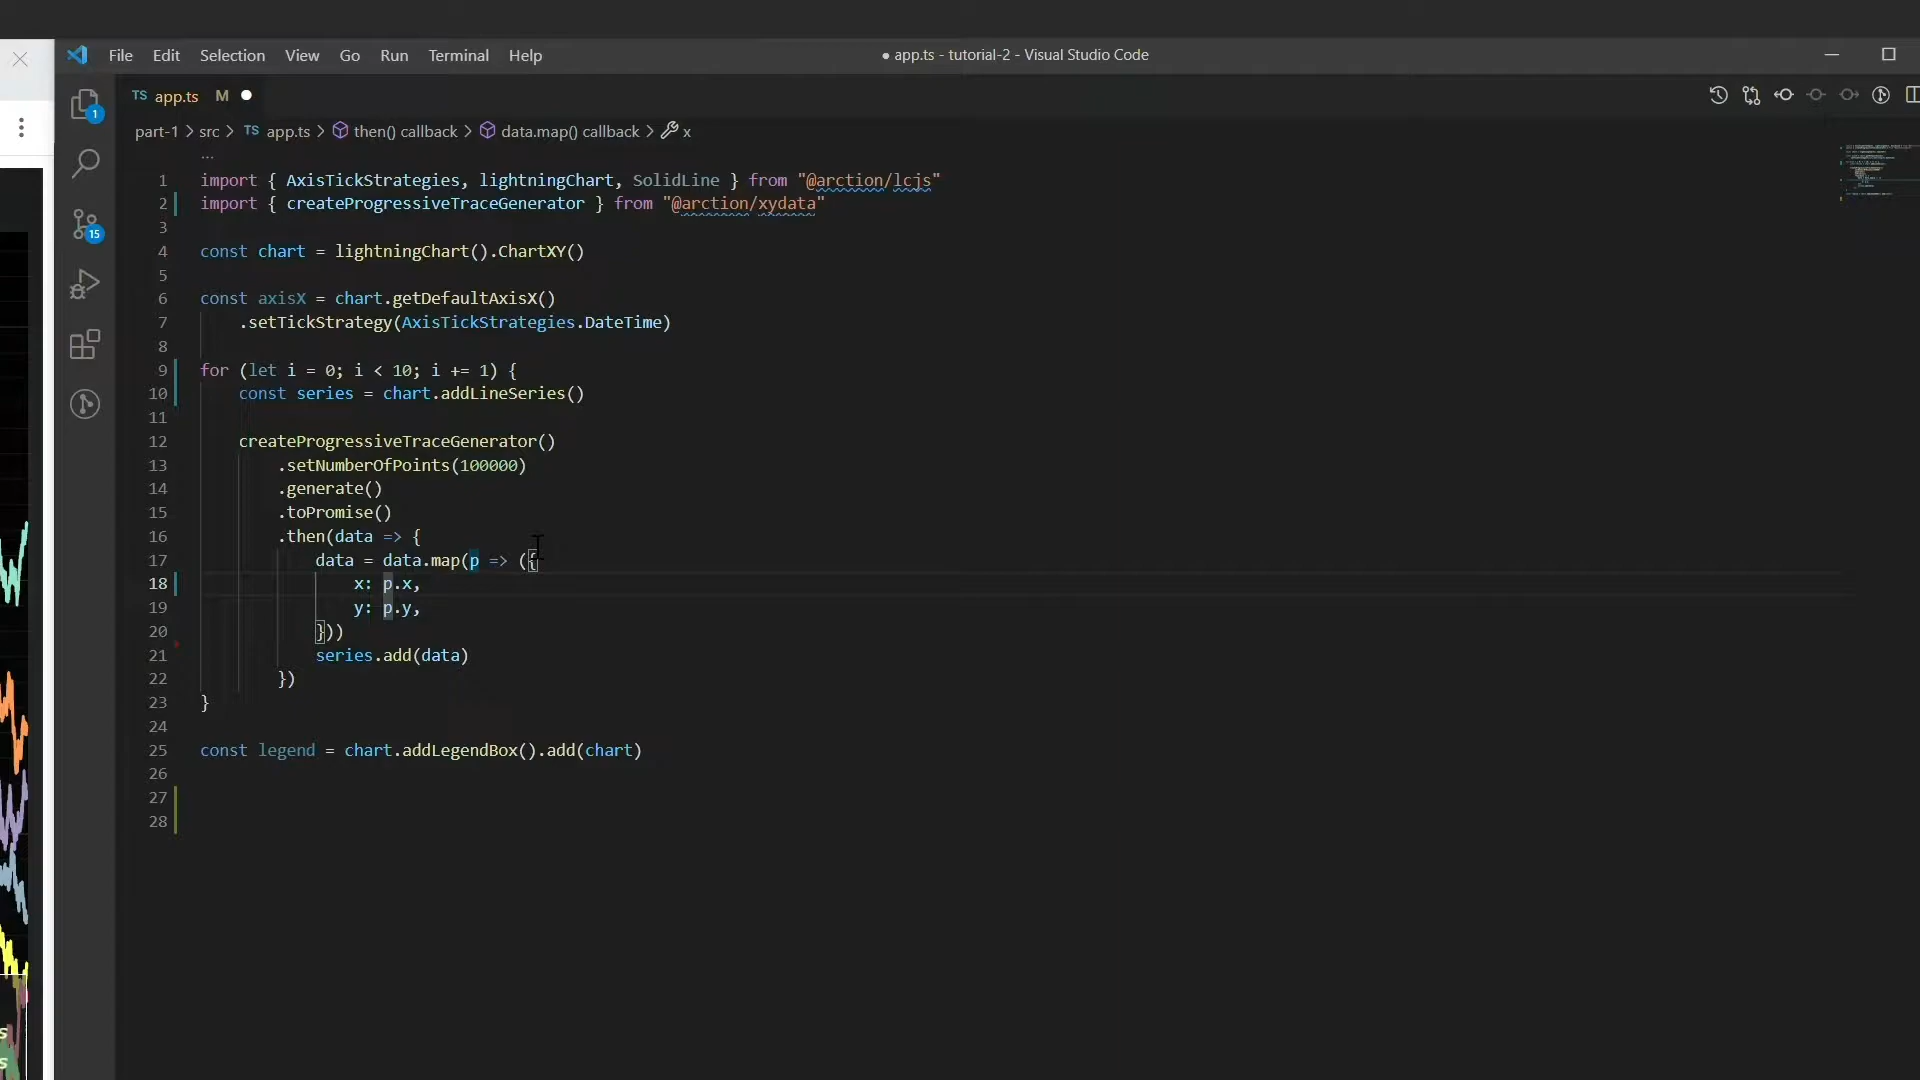 File Edit Selection View Go Run Terminal Help
● app.ts - tutorial-2 - Visual Studio Code
TS app.ts M
part-1 > src > TS app.ts > then() callback > data.map() callback > x
1
15
...
1 import { AxisTickStrategies, lightningChart, SolidLine } from "@arction/lcjs"
2 import { createProgressiveTraceGenerator } from "@arction/xydata"
3
4 const chart = lightningChart().ChartXY()
5
6 const axisX = chart.getDefaultAxisX()
7 .setTickStrategy(AxisTickStrategies.DateTime)
8
9 for (let i = 0; i < 10; i += 1) {
10 const series = chart.addLineSeries()
11
12 createProgressiveTraceGenerator()
13 .setNumberOfPoints(100000)
14 .generate()
15 .toPromise()
16 .then(data => {
17 data = data.map(p => ({
18 x: p.x,
19 y: p.y,
20 }))
21 series.add(data)
22 })
23 }
24
25 const legend = chart.addLegendBox().add(chart)
26
27
28
s
s